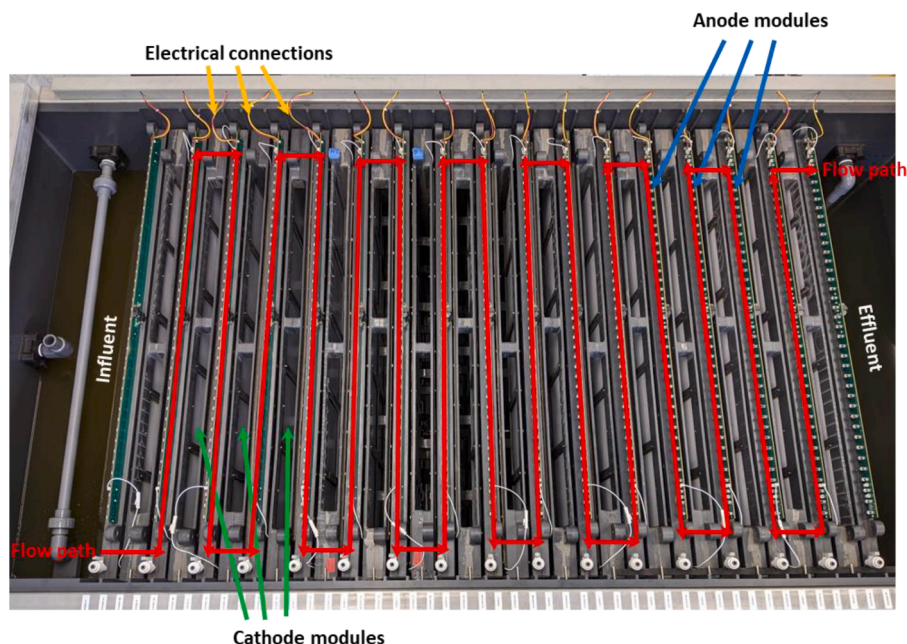 Anode modules
Electrical connections
Flow path
Influent
Effluent
Flow path
Cathode modules